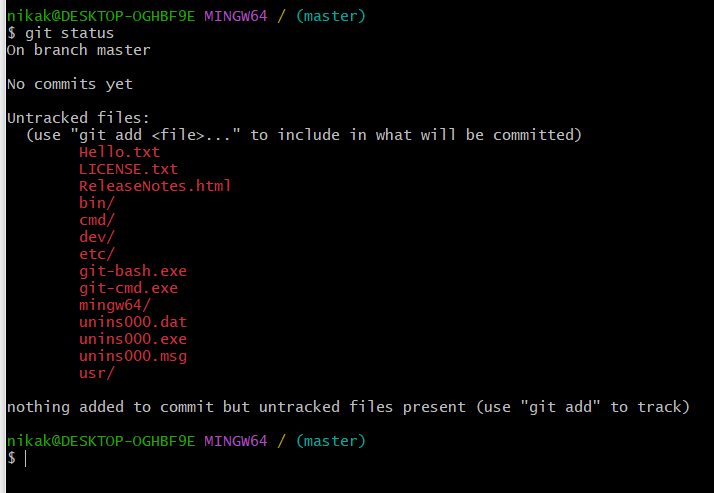 nikak@DESKTOP-OGHBF9E MINGW64 / (master)
$ git status
On branch master
No commits yet
Untracked files:
  (use "git add <file>..." to include in what will be committed)
        Hello.txt
        LICENSE.txt
        ReleaseNotes.html
        bin/
        cmd/
        dev/
        etc/
        git-bash.exe
        git-cmd.exe
        mingw64/
        unins000.dat
        unins000.exe
        unins000.msg
        usr/
nothing added to commit but untracked files present (use "git add" to track)
nikak@DESKTOP-OGHBF9E MINGW64 / (master)
$